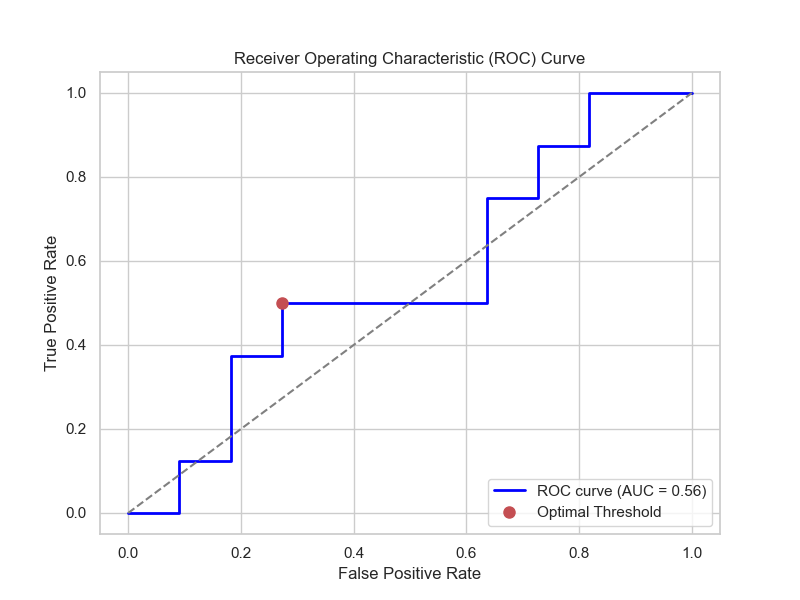 Receiver Operating Characteristic (ROC) Curve
True Positive Rate
1.0
0.8
0.6
0.4
0.2
0.0
0.0 0.2 0.4 0.6 0.8 1.0
False Positive Rate
ROC curve (AUC = 0.56)
Optimal Threshold